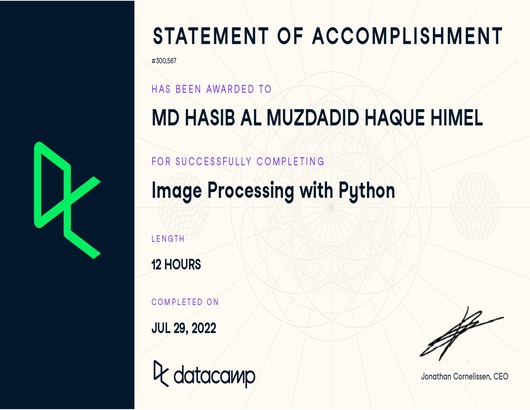 STATEMENT OF ACCOMPLISHMENT
#300,567
HAS BEEN AWARDED TO
MD HASIB AL MUZDADID HAQUE HIMEL
FOR SUCCESSFULLY COMPLETING
Image Processing with Python
LENGTH
12 HOURS
COMPLETED ON
JUL 29, 2022
datacamp
Jonathan Cornelissen, CEO